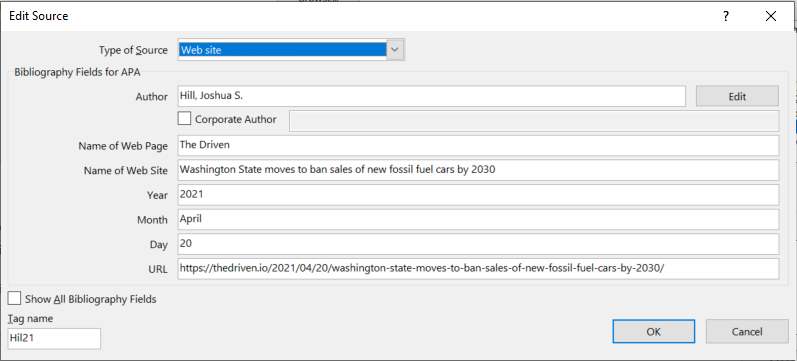 Edit Source
?
Type of Source Web site
Bibliography Fields for APA
Author Hill, Joshua S. Edit
Corporate Author
Name of Web Page The Driven
Name of Web Site Washington State moves to ban sales of new fossil fuel cars by 2030
Year 2021
Month April
Day 20
URL https://thedriven.io/2021/04/20/washington-state-moves-to-ban-sales-of-new-fossil-fuel-cars-by-2030/
Show All Bibliography Fields
Tag name
Hil21
OK Cancel